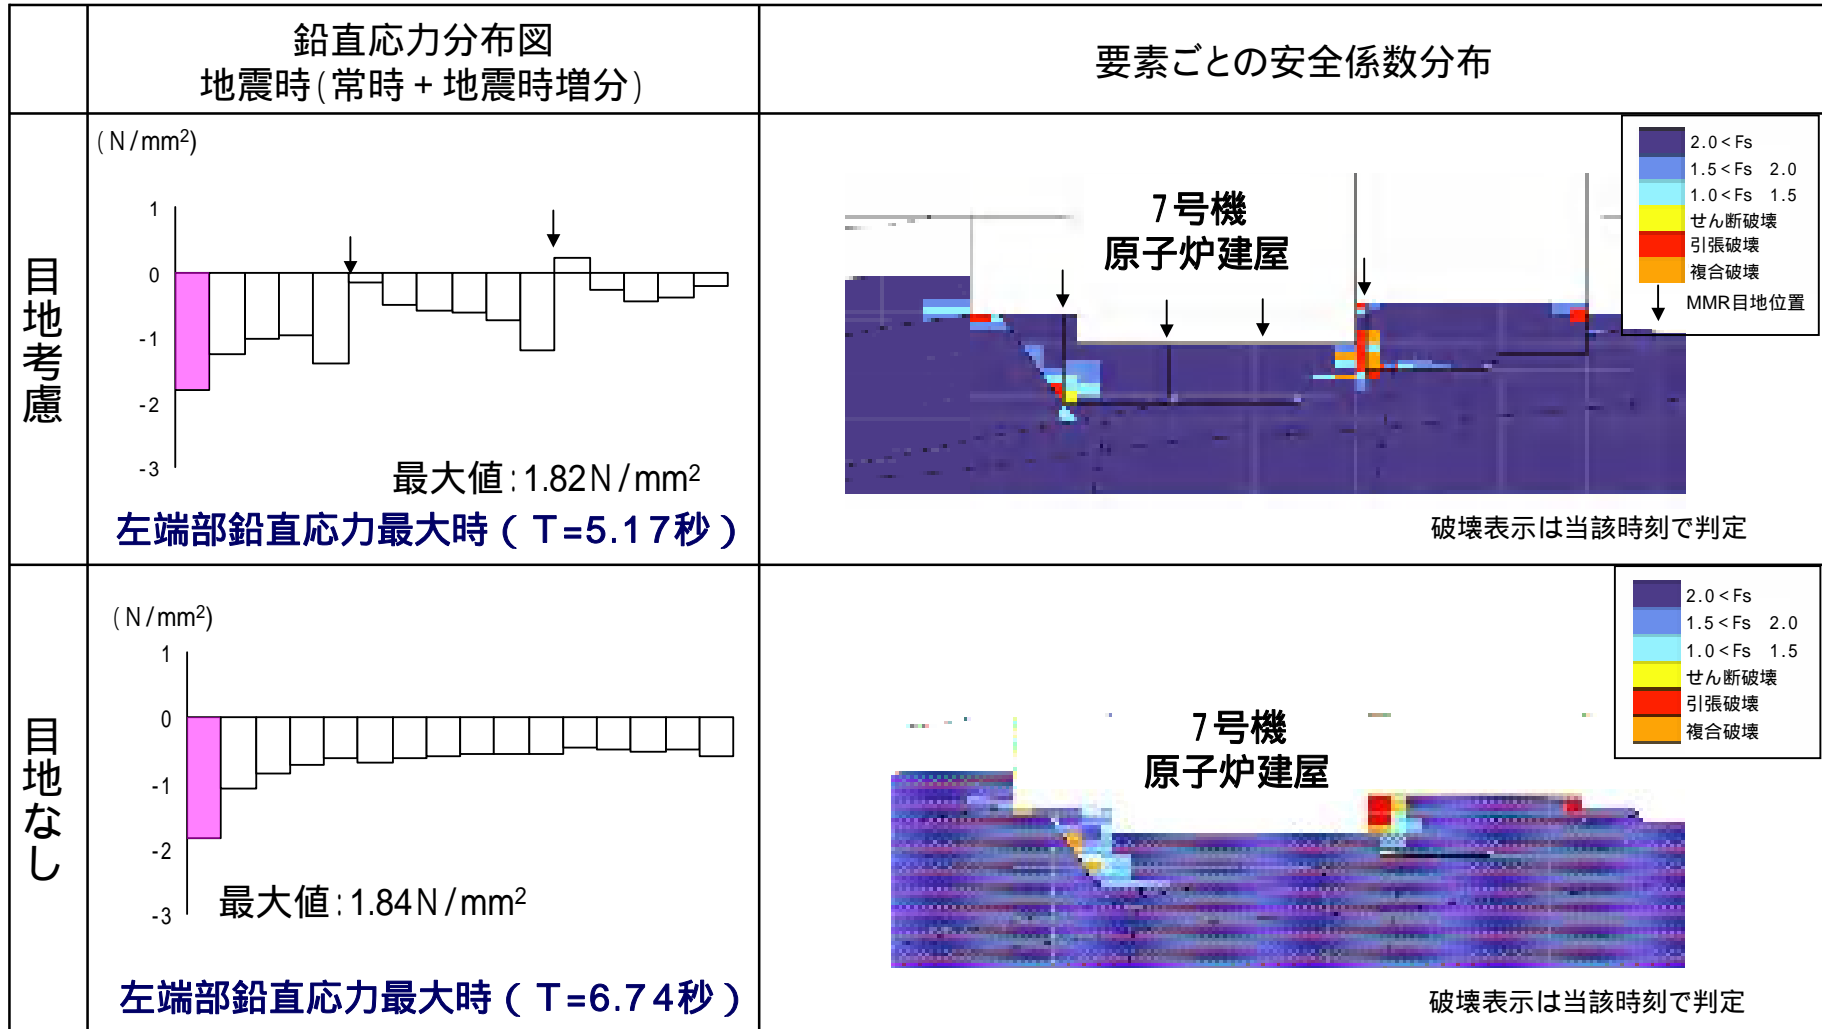 鉛直応力分布図
地震時(常時+地震時増分)
要素ごとの安全係数分布
目地考慮
(N/mm²)
1
0
-1
-2
-3
最大値:1.82N/mm²
左端部鉛直応力最大時(T=5.17秒)
7号機
原子炉建屋
2.0<Fs
1.5<Fs 2.0
1.0<Fs 1.5
せん断破壊
引張破壊
複合破壊
MMR目地位置
破壊表示は当該時刻で判定
目地なし
(N/mm²)
1
0
-1
-2
-3
最大値:1.84N/mm²
左端部鉛直応力最大時(T=6.74秒)
7号機
原子炉建屋
2.0<Fs
1.5<Fs 2.0
1.0<Fs 1.5
せん断破壊
引張破壊
複合破壊
破壊表示は当該時刻で判定